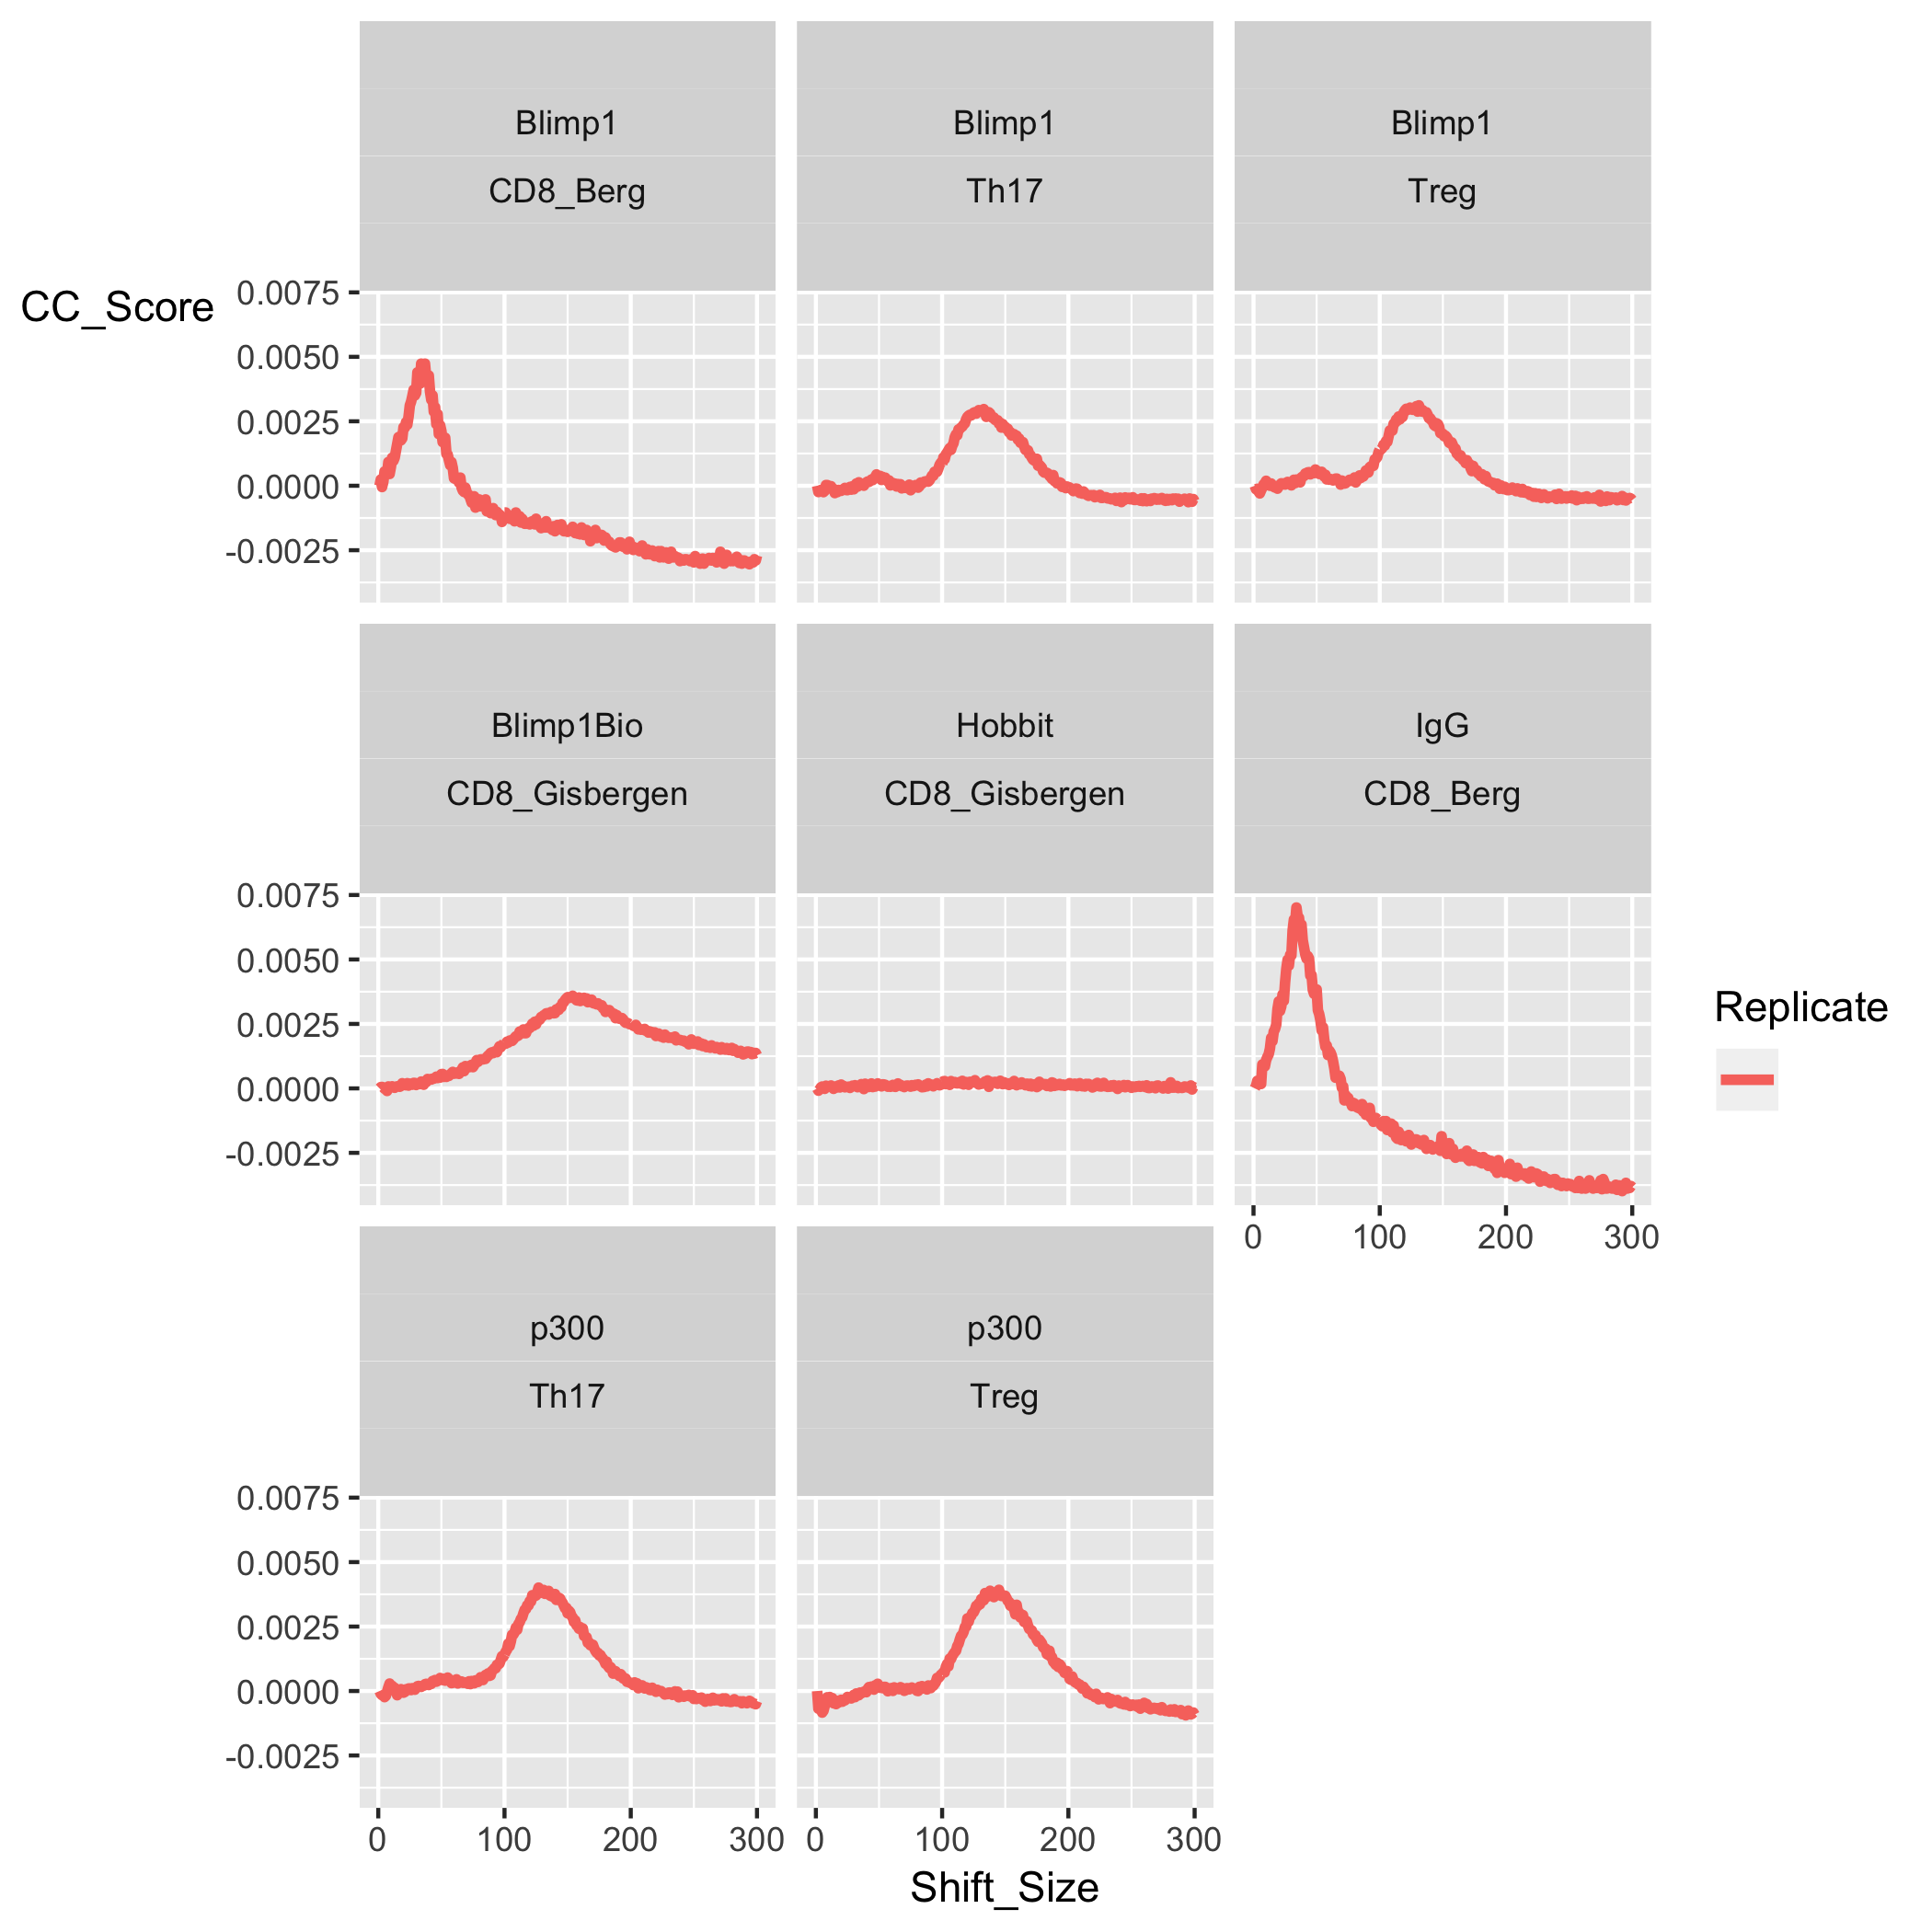 Blimp1
Blimp1
Blimp1
CD8_Berg
Th17
Treg
CC_Score
0.0075
0.0050
0.0025
0.0000
-0.0025
Blimp1Bio
Hobbit
IgG
CD8_Gisbergen
CD8_Gisbergen
CD8_Berg
0.0075
0.0050
0.0025
0.0000
-0.0025
0 100 200 300
Replicate
p300
p300
Th17
Treg
0.0075
0.0050
0.0025
0.0000
-0.0025
0 100 200 300
0 100 200 300
Shift_Size